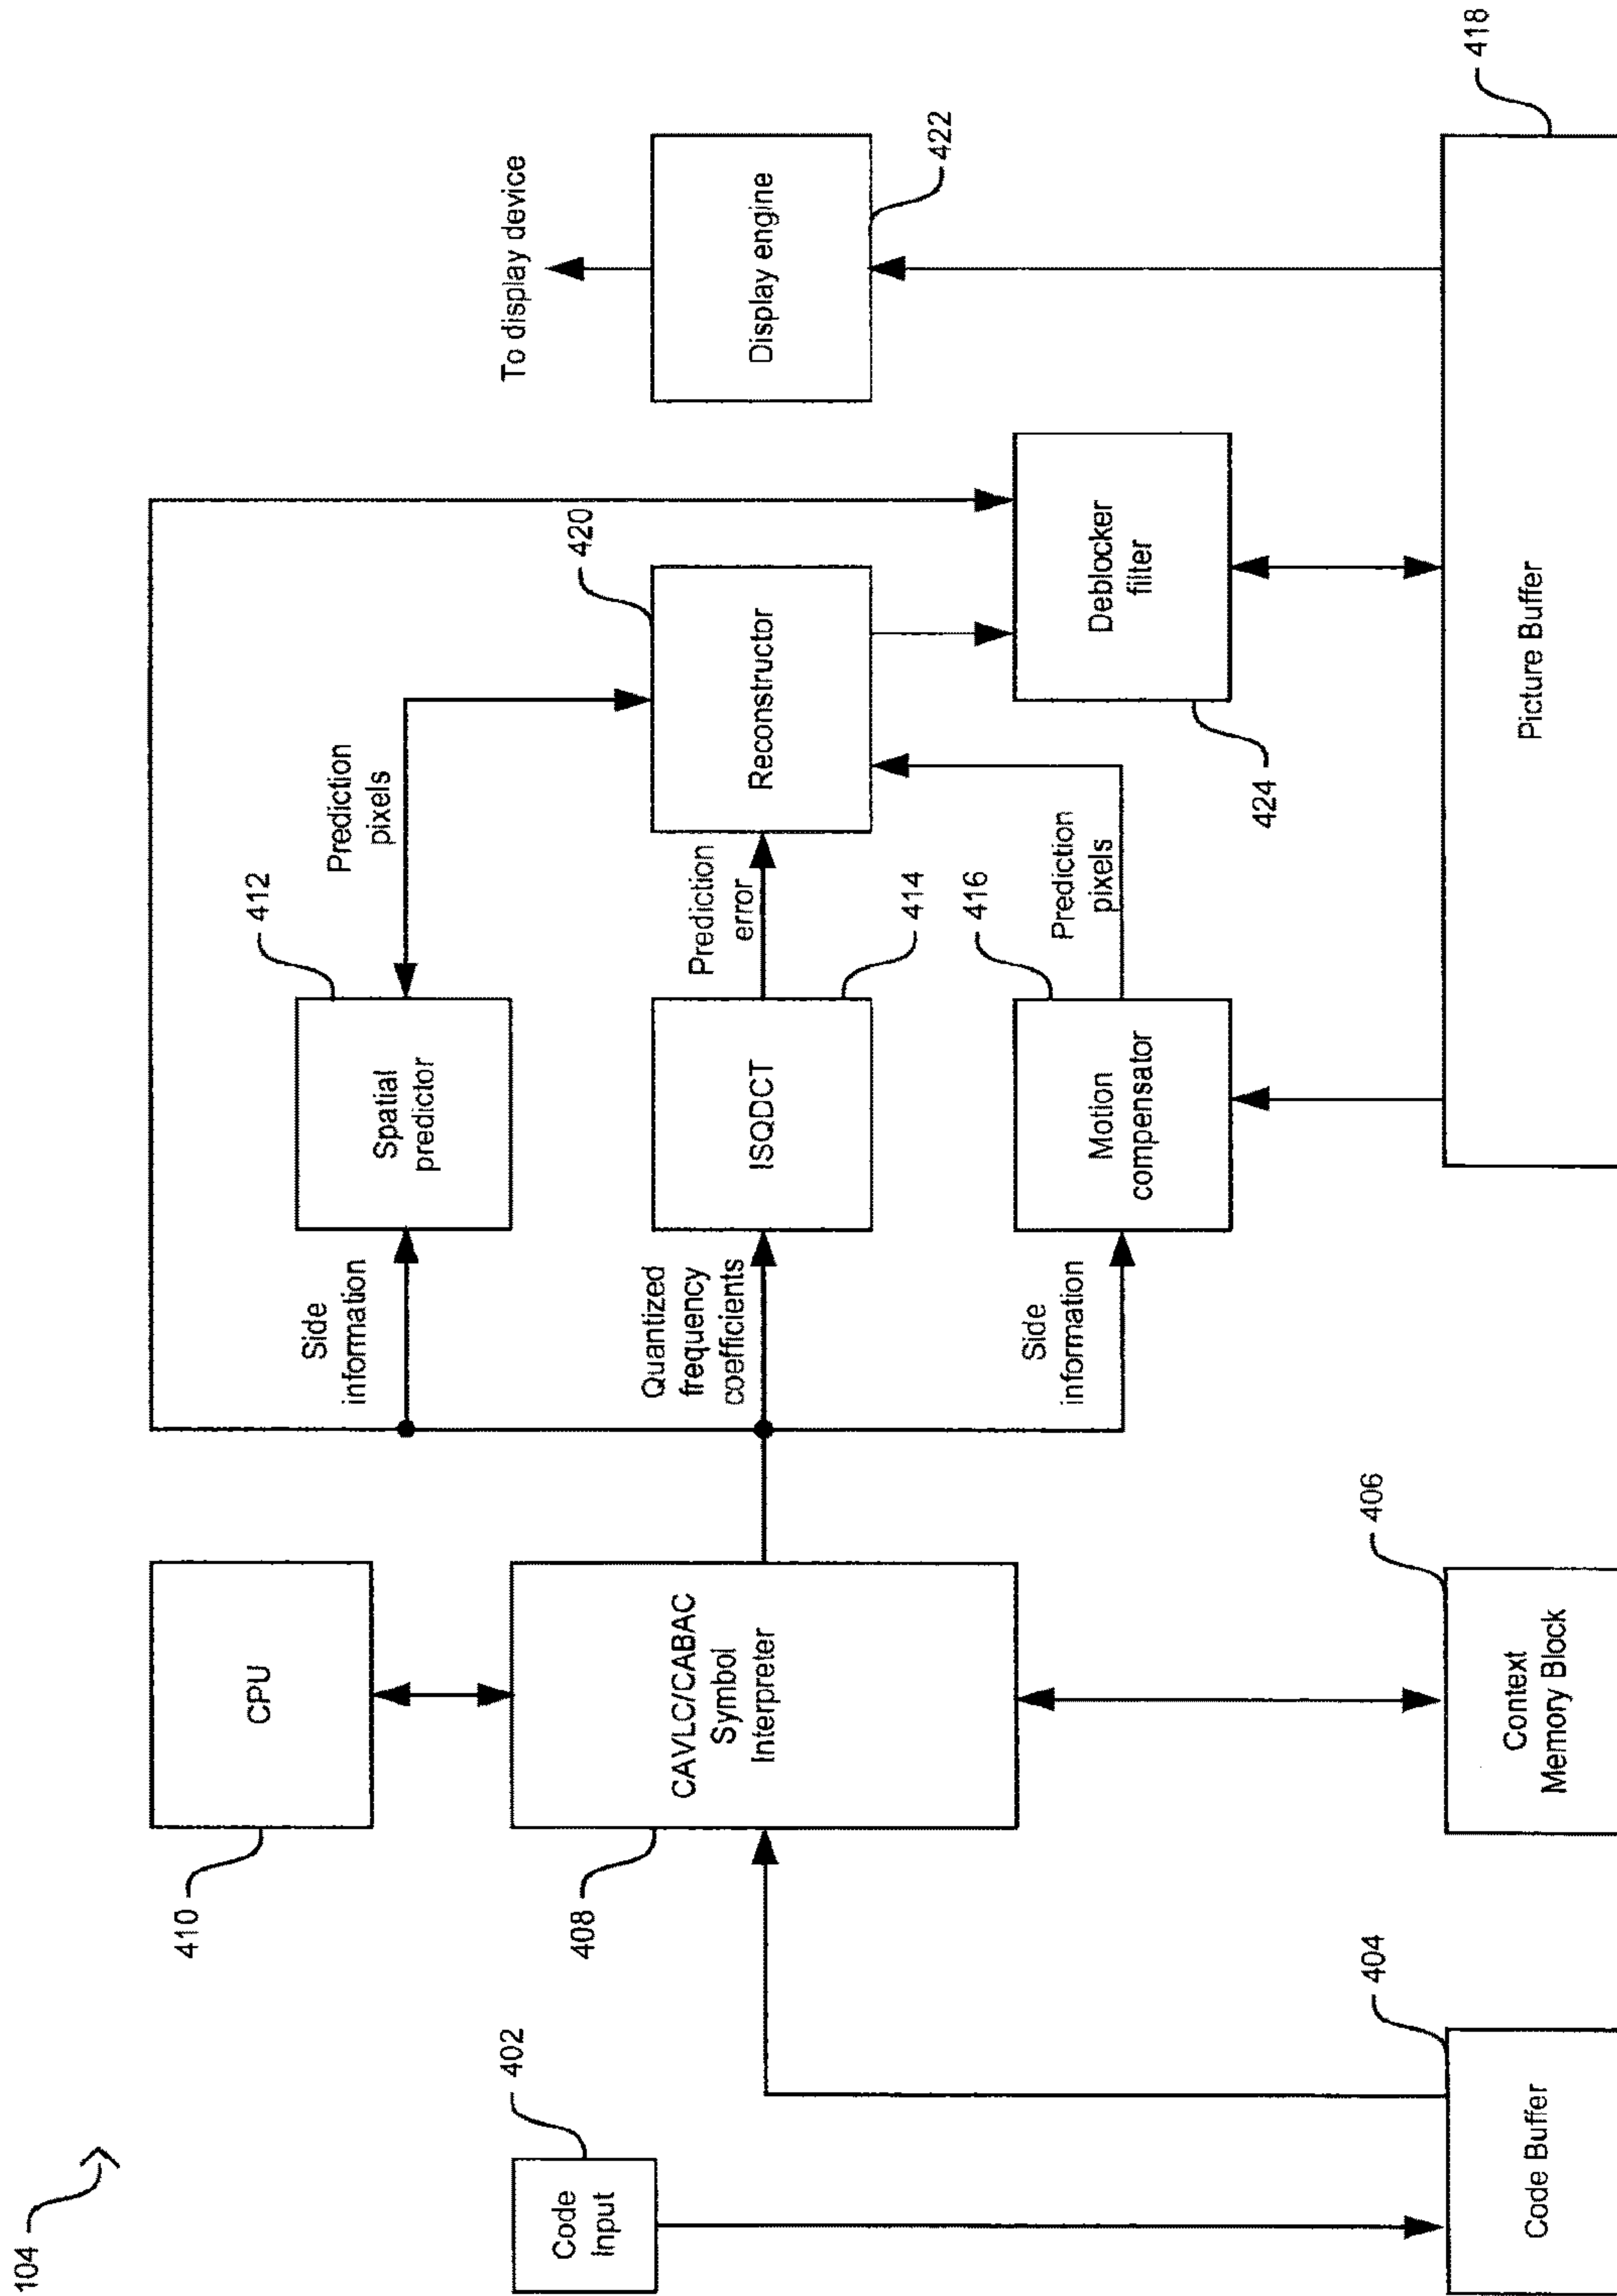 104
402
Code
Input
404
Code Buffer
410
CPU
408
CAVLC/CABAC
Symbol
Interpreter
406
Context
Memory Block
Side
information
Quantized
frequency
coefficients
Side
information
412
Spatial
predictor
ISQDCT
414
416
Motion
compensator
Prediction
pixels
Prediction
error
Prediction
pixels
420
Reconstructor
424
Deblocker
filter
To display device
Display engine
422
418
Picture Buffer